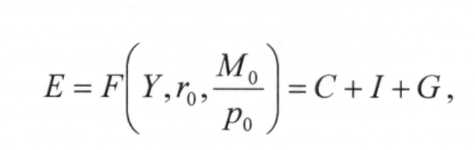 E = F(Y, r₀, M₀/p₀) = C + I + G,